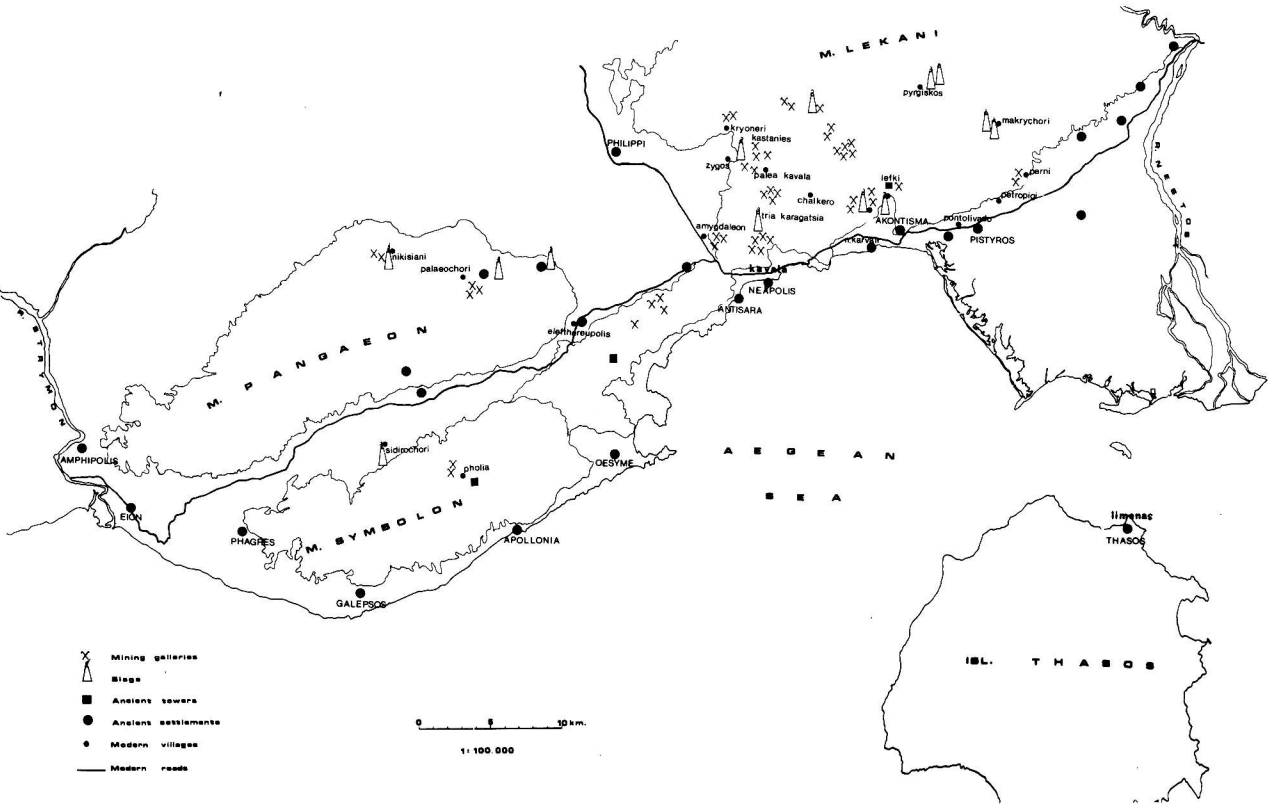 M. LEKANI
pyrgiskos
makrychori
kryoneri
kastanies
PHILIPPI
zygos
palea kavala
parni
lefki
petropigi
chalkero
tria karagatsia
amygdaleon
AKONTISMA
pontolivado
PISTYROS
n.karvali
R. NESTOS
nikisiani
palaeochori
kavala
NEAPOLIS
ANTISARA
eleftheroupolis
R. STRYMON
M. PANGAEON
AMPHIPOLIS
sidirochori
pholia
OESYME
AEGEAN
SEA
EION
PHAGRES
M. SYMBOLON
APOLLONIA
GALEPSOS
limenas
THASOS
ISL. THASOS
Mining galleries
Slags
Ancient towers
Ancient settlements
Modern villages
Modern roads
0 5 10 km.
1:100.000